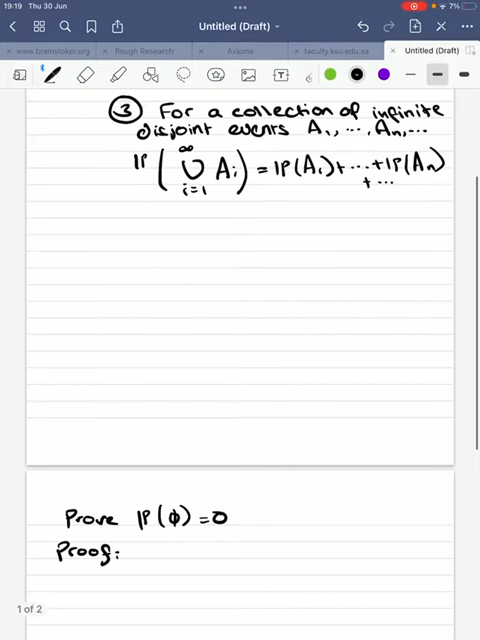 19:19 Thu 30 Jun
Untitled (Draft)
www.bramstoker.org
Rough Research
Axioms
faculty.ksu.edu.sa
Untitled (Draft)
③ For a collection of infinite
disjoint events A₁, ..., Aₙ, ...
ℙ ( ∞ ∪ i=1 Aᵢ ) = ℙ(A₁) + ... + ℙ(Aₙ)
+ ...
Prove ℙ(ϕ) = 0
Proof:
1 of 2